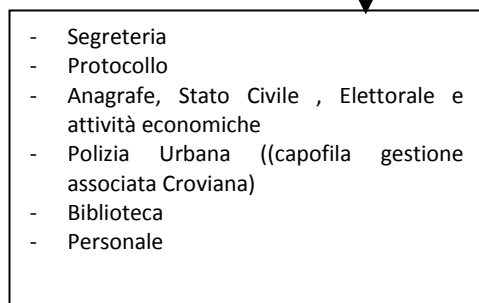 - Segreteria
- Protocollo
- Anagrafe, Stato Civile , Elettorale e
attività economiche
- Polizia Urbana ((capofila gestione
associata Croviana)
- Biblioteca
- Personale